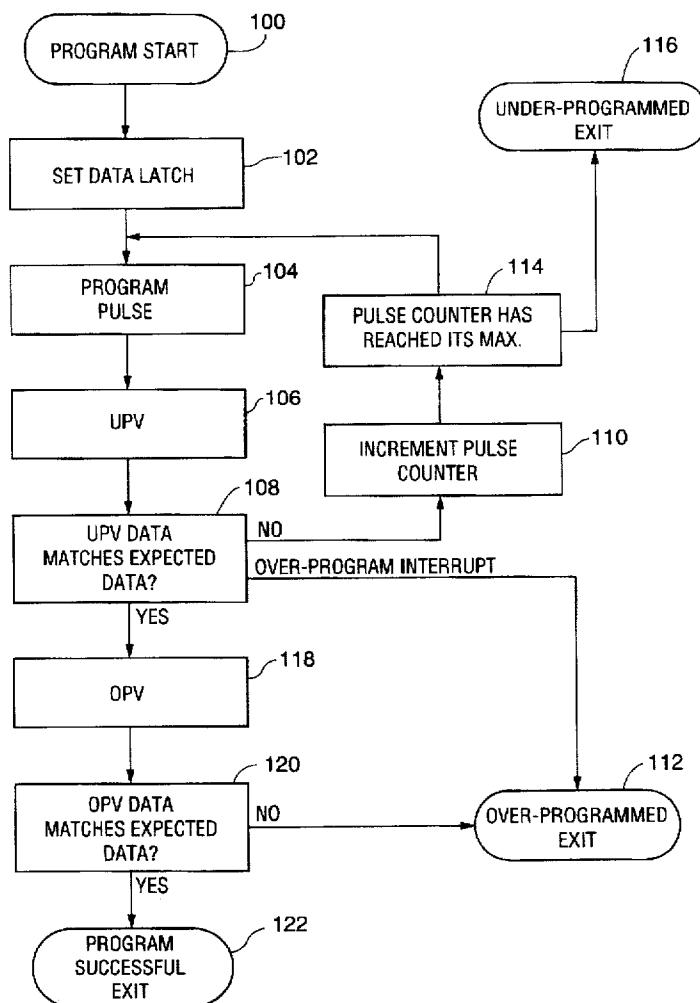 PROGRAM START
100
116
UNDER-PROGRAMMED
EXIT
SET DATA LATCH
102
PROGRAM
PULSE
104
114
PULSE COUNTER HAS
REACHED ITS MAX.
UPV
106
INCREMENT PULSE
COUNTER
110
108
UPV DATA
MATCHES EXPECTED
DATA?
NO
OVER-PROGRAM INTERRUPT
YES
OPV
118
120
OPV DATA
MATCHES EXPECTED
DATA?
NO
112
OVER-PROGRAMMED
EXIT
YES
PROGRAM
SUCCESSFUL
EXIT
122